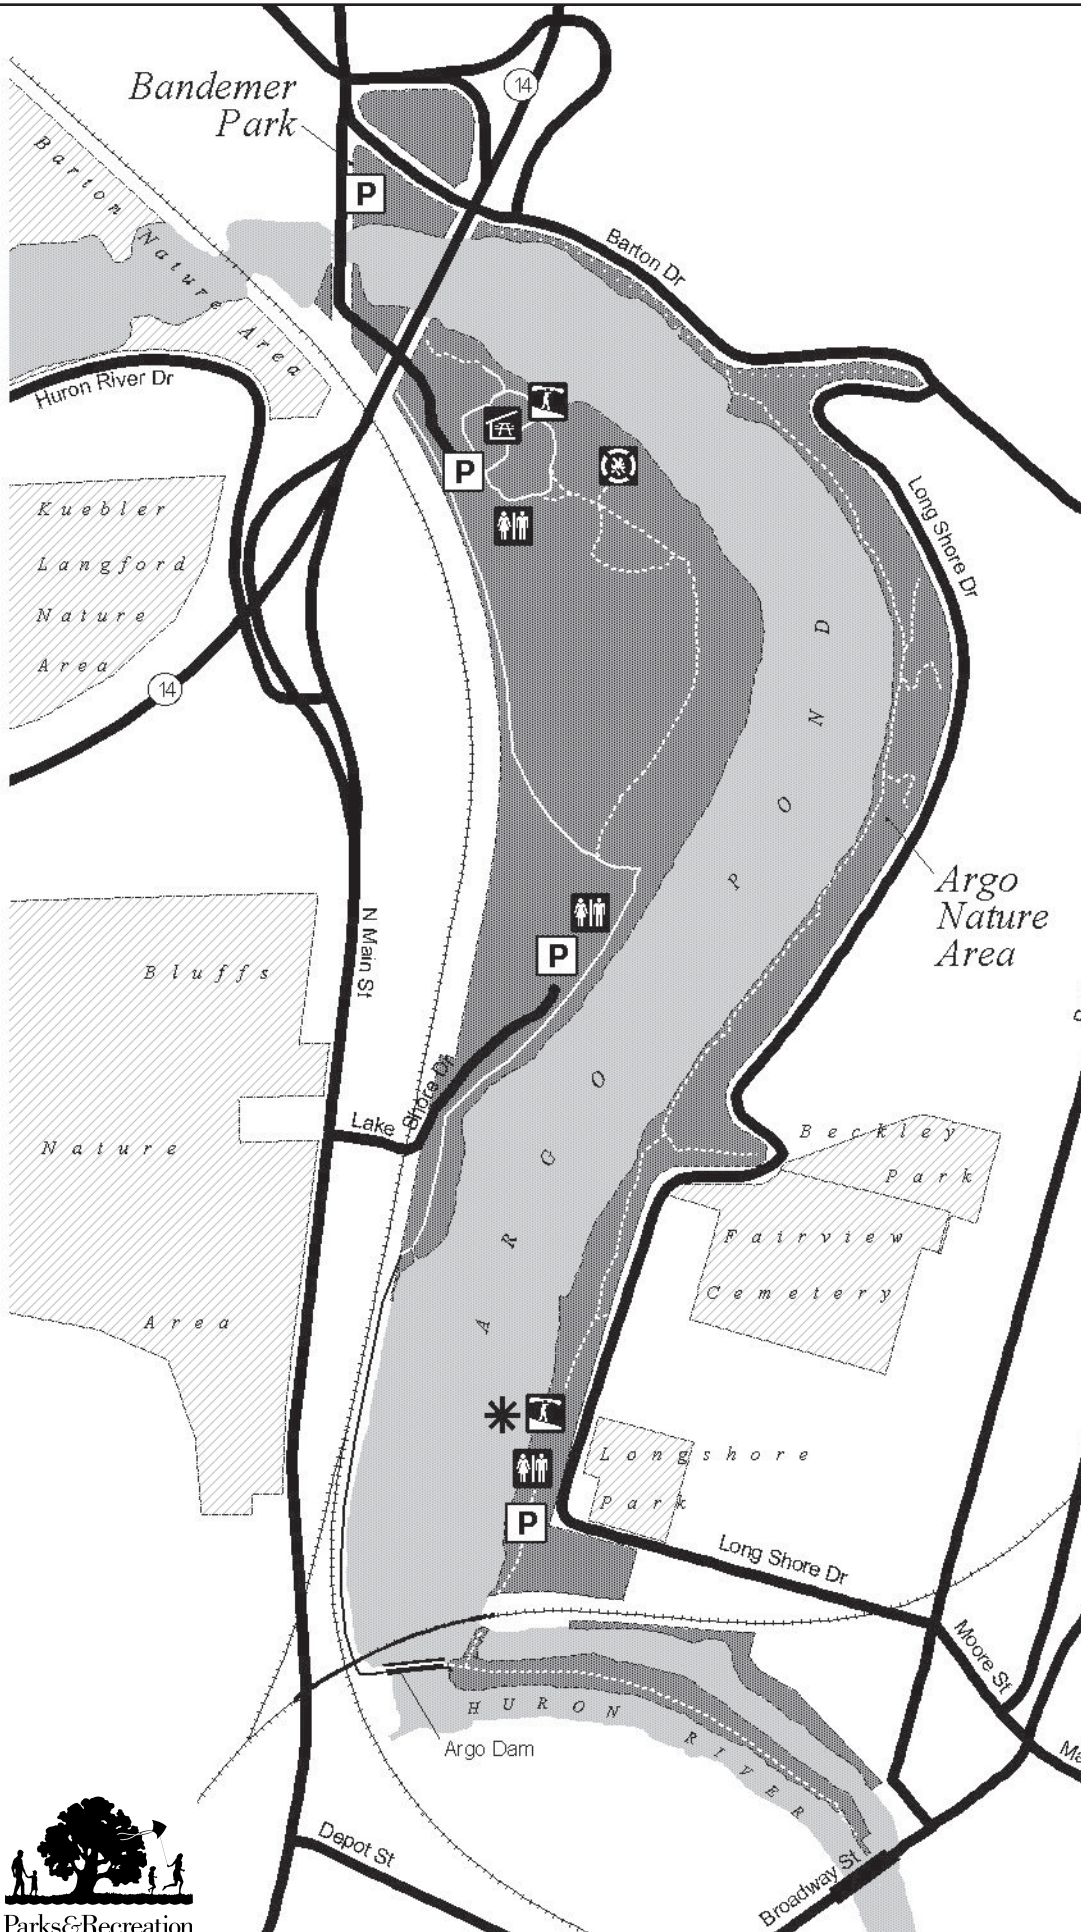 14
Bandemer
Park
P
Barton
Nature
Area
Barton Dr
Huron River Dr
P
Long Shore Dr
Kuebler
Langford
Nature
Area
14
Argo
Nature
Area
N Main St
Bluffs
Nature
Area
P
Lake Shore Dr
ARGO POND
Beckley
Park
Fairview
Cemetery
Longshore
Park
P
Long Shore Dr
Moore St
HURON RIVER
Argo Dam
Depot St
Broadway St
Parks&Recreation